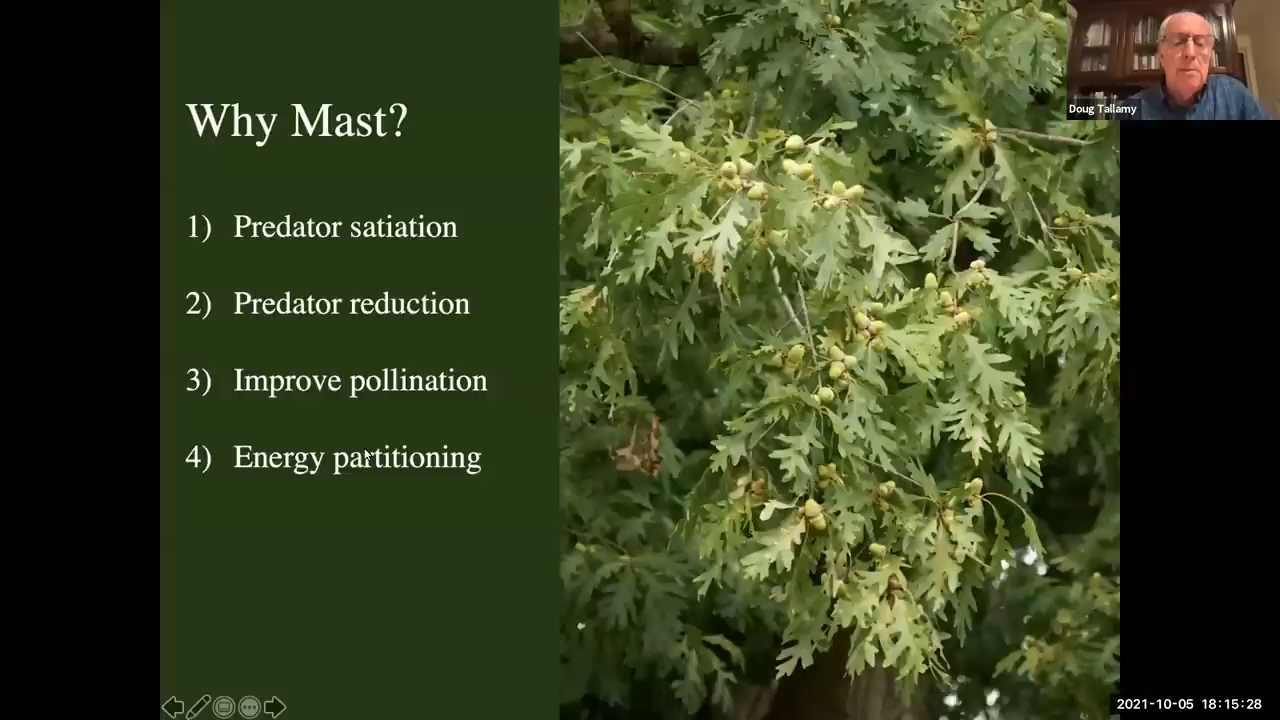 Why Mast?
1) Predator satiation
2) Predator reduction
3) Improve pollination
4) Energy partitioning
Doug Tallamy
2021-10-05 18:15:28